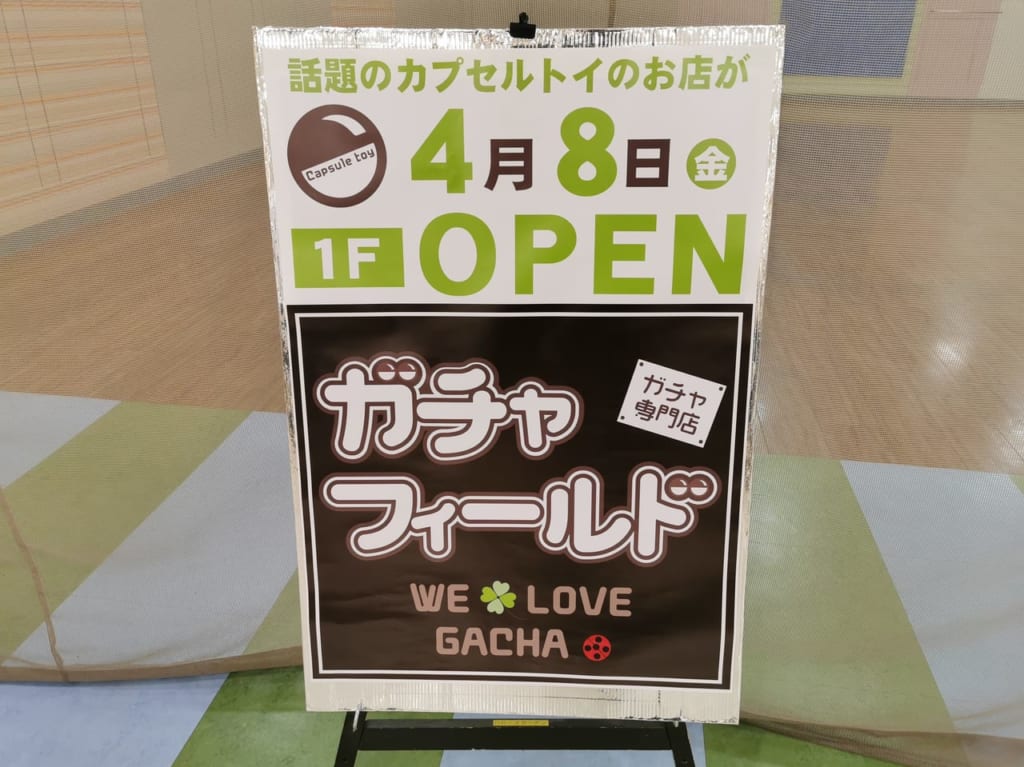 話題のカプセルトイのお店が
Capsule toy
4月8日金
1F OPEN
ガチャ
専門店
ガチャ
フィールド
WE LOVE
GACHA